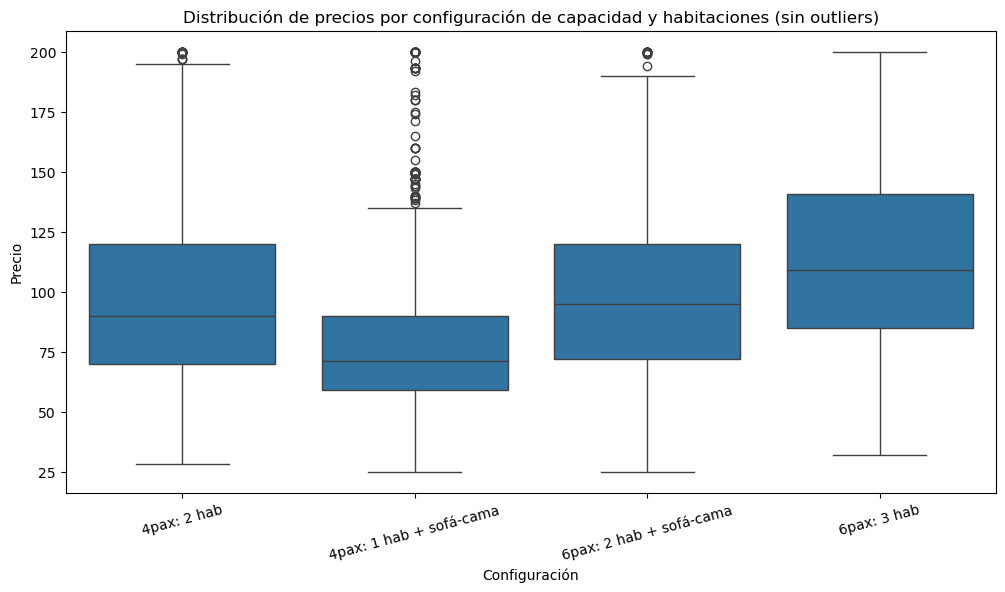 Distribución de precios por configuración de capacidad y habitaciones (sin outliers)
Precio
200
175
150
125
100
75
50
25
4pax: 2 hab
4pax: 1 hab + sofá-cama
6pax: 2 hab + sofá-cama
6pax: 3 hab
Configuración